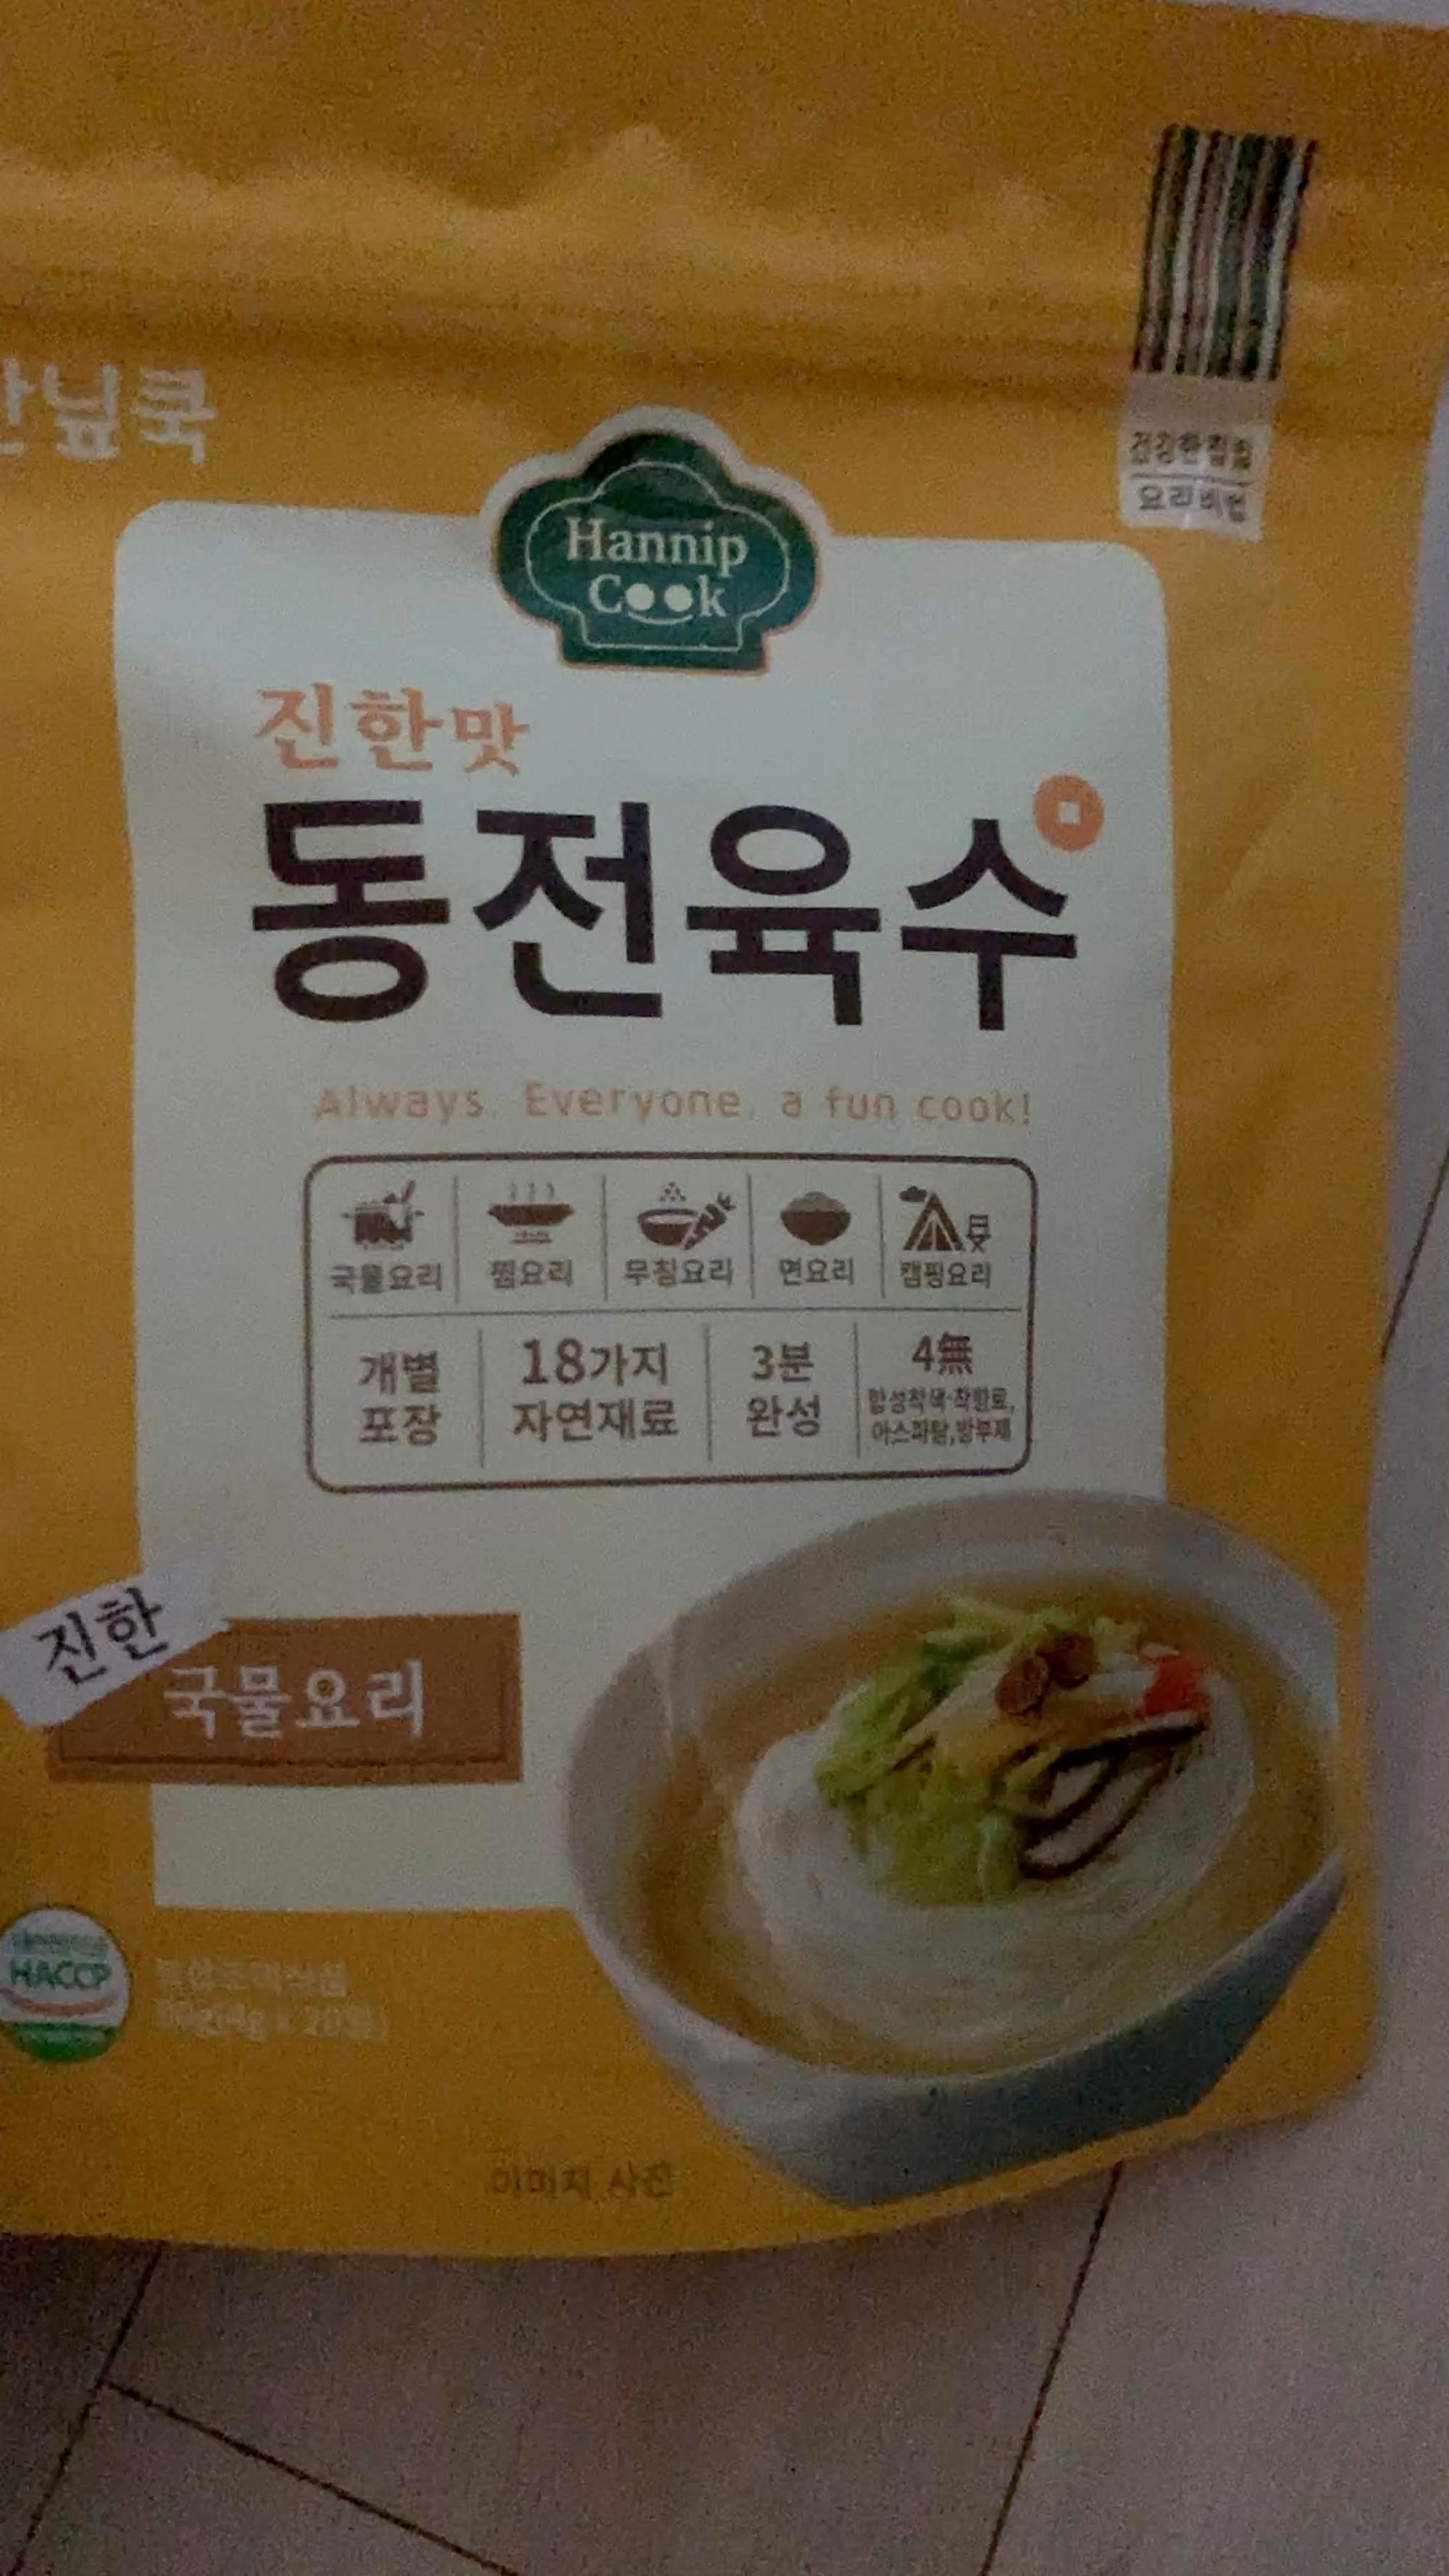 닢쿡
건강한 집밥
요리비법
Hannip
Cook
진한맛
동전육수
Always, Everyone, a fun cook!
국물요리 찜요리 무침요리 면요리 캠핑요리
개별 18가지 3분 4無
포장 자연재료 완성 합성착색·착향료,
아스파탐,방부제
진한
국물요리
HACCP
이미지 사진